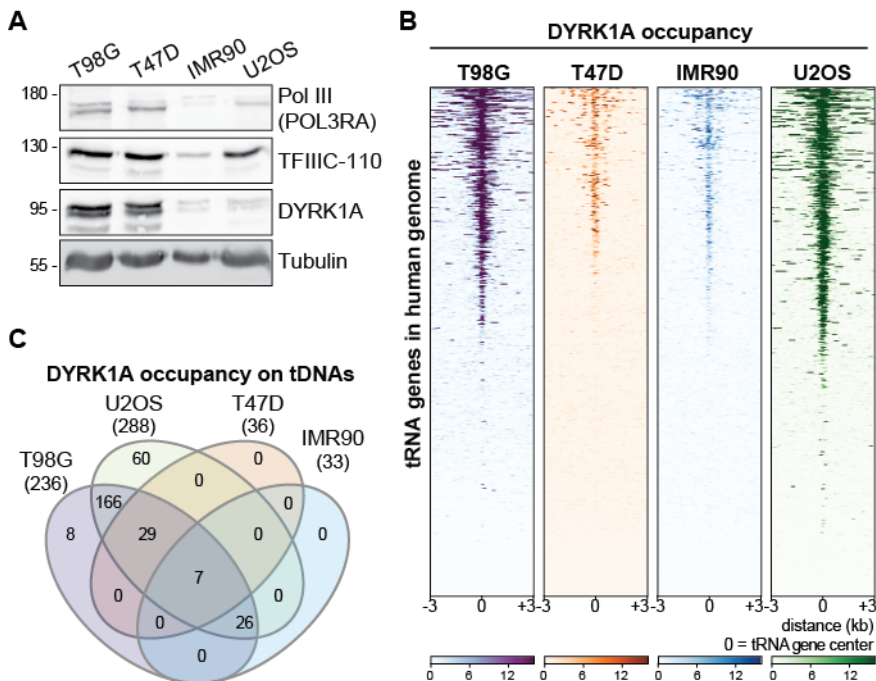 A
T98G T47D IMR90 U2OS
180
Pol III
(POL3RA)
130
TFIIIC-110
95
DYRK1A
55
Tubulin
B
DYRK1A occupancy
T98G T47D IMR90 U2OS
tRNA genes in human genome
-3 0 +3 -3 0 +3 -3 0 +3 -3 0 +3
distance (kb)
0 = tRNA gene center
0 6 12 0 6 12 0 6 12 0 6 12
C
DYRK1A occupancy on tDNAs
U2OS
(288)
T47D
(36)
T98G
(236)
IMR90
(33)
60 0
0
166 0
8 29 0 0
7
0 0
0 26
0